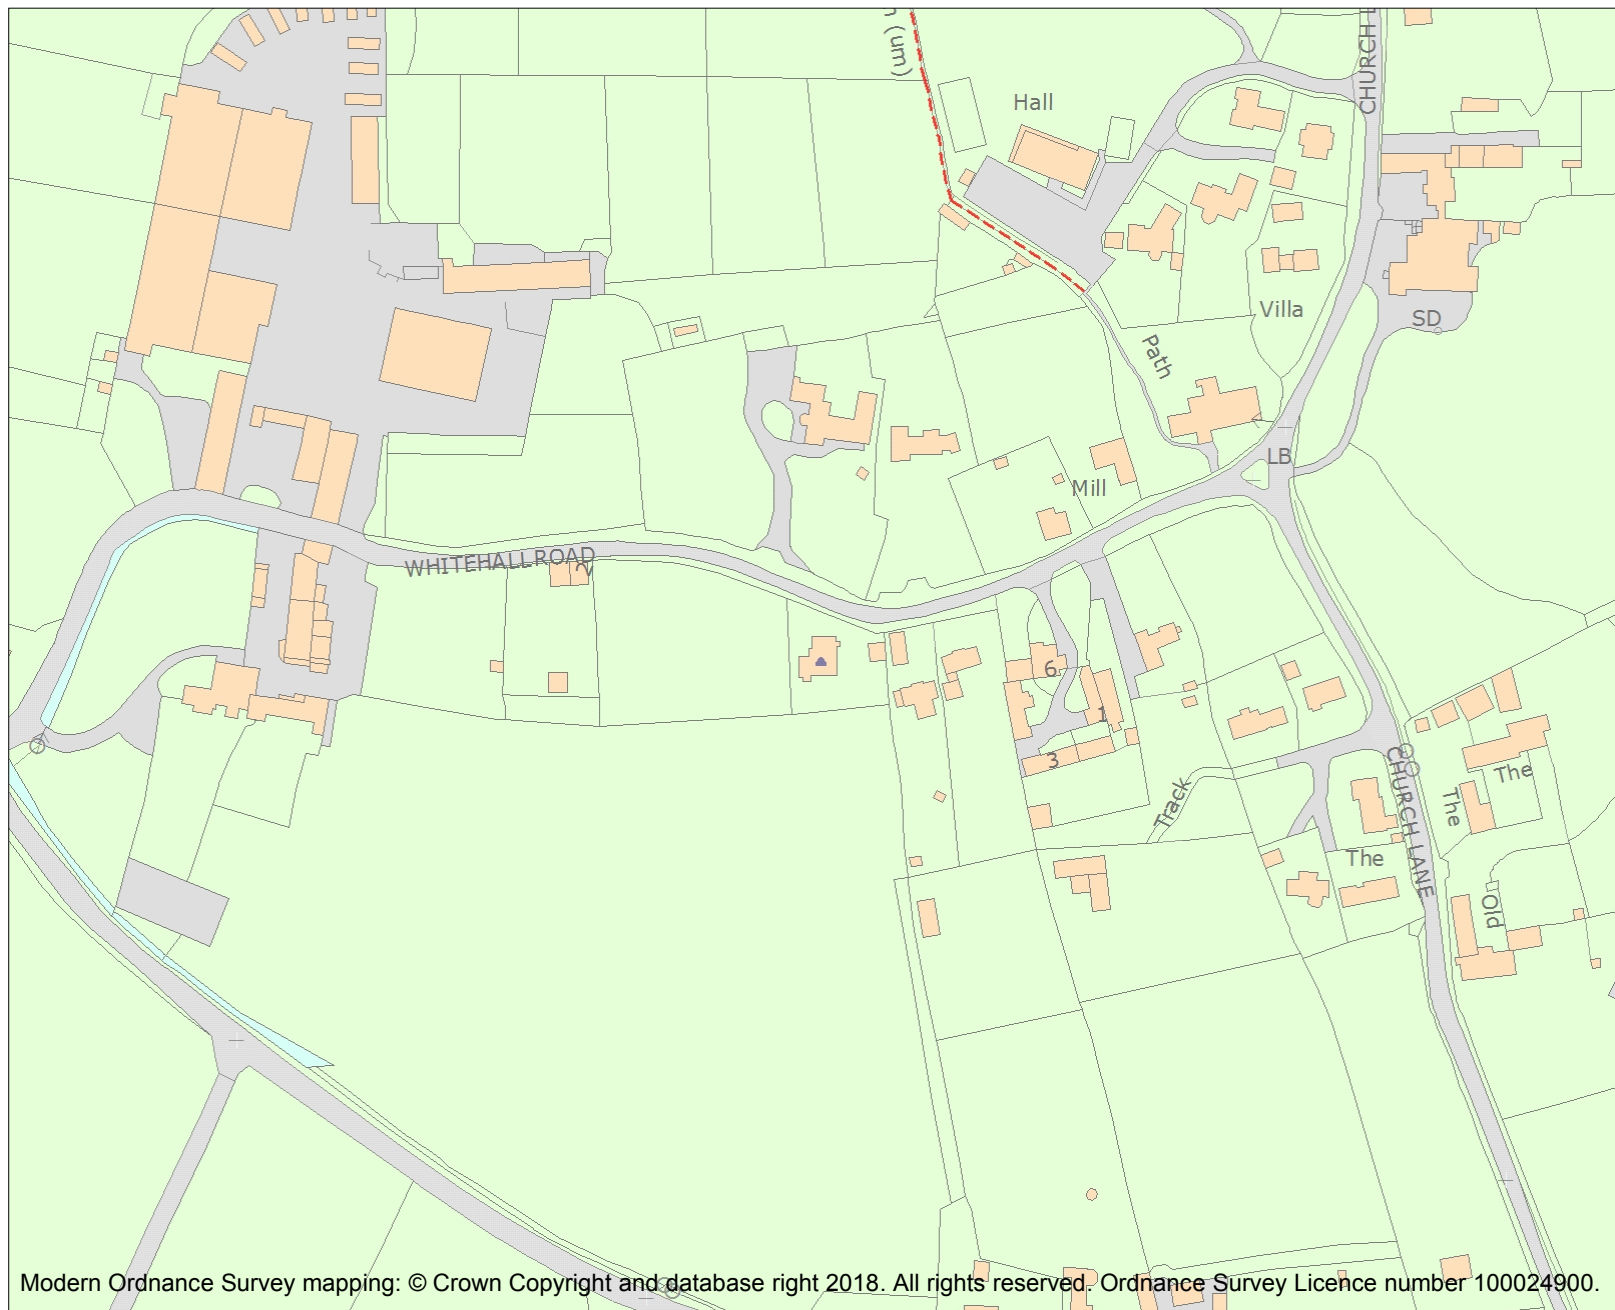 (um)
Hall
CHURCH L
Villa
SD
Path
LB
Mill
WHITEHALL ROAD
2
6
1
3
Track
CHURCH LANE
The
The
The
Old
Modern Ordnance Survey mapping: © Crown Copyright and database right 2018. All rights reserved. Ordnance Survey Licence number 100024900.